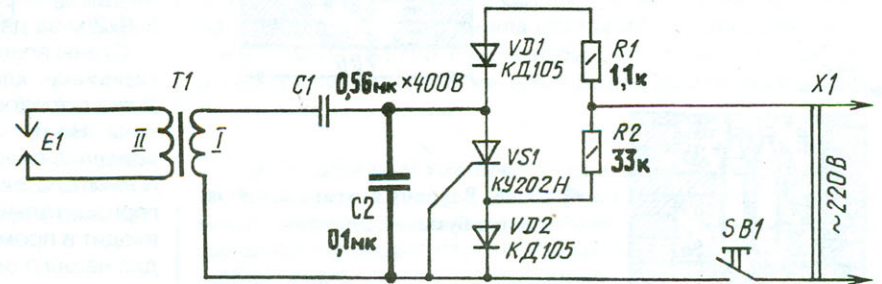 T1
E1
II
I
C1
0,56мк ×400В
C2
0,1мк
VD1
КД105
VS1
КУ202Н
VD2
КД105
R1
1,1к
R2
33к
SB1
X1
~220В